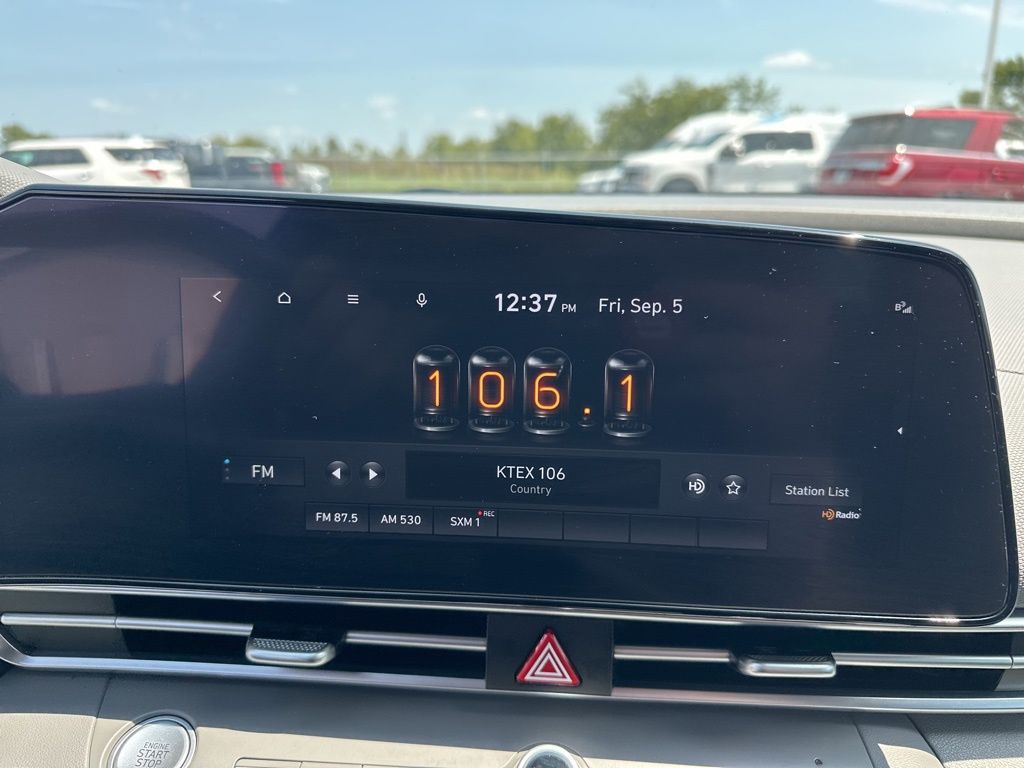 12:37 PM Fri, Sep. 5
106.1
FM
KTEX 106
Country
HD
Station List
HD Radio
FM 87.5
AM 530
SXM 1 REC
ENGINE
START
STOP